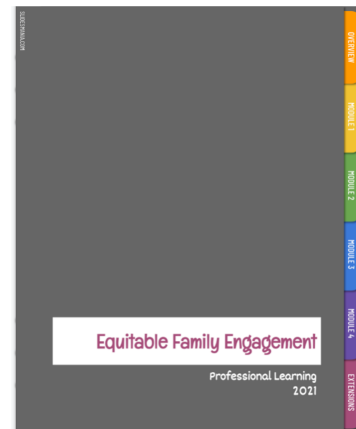 SLIDESMANIA.COM
OVERVIEW
MODULE 1
MODULE 2
MODULE 3
MODULE 4
EXTENSIONS
Equitable Family Engagement
Professional Learning
2021